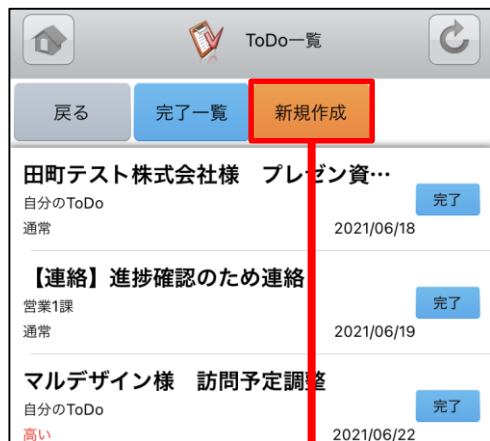 ToDo一覧
戻る 完了一覧 新規作成
田町テスト株式会社様 プレゼン資…
自分のToDo
完了
通常 2021/06/18
【連絡】進捗確認のため連絡
営業1課
完了
通常 2021/06/19
マルデザイン様 訪問予定調整
自分のToDo
完了
高い 2021/06/22